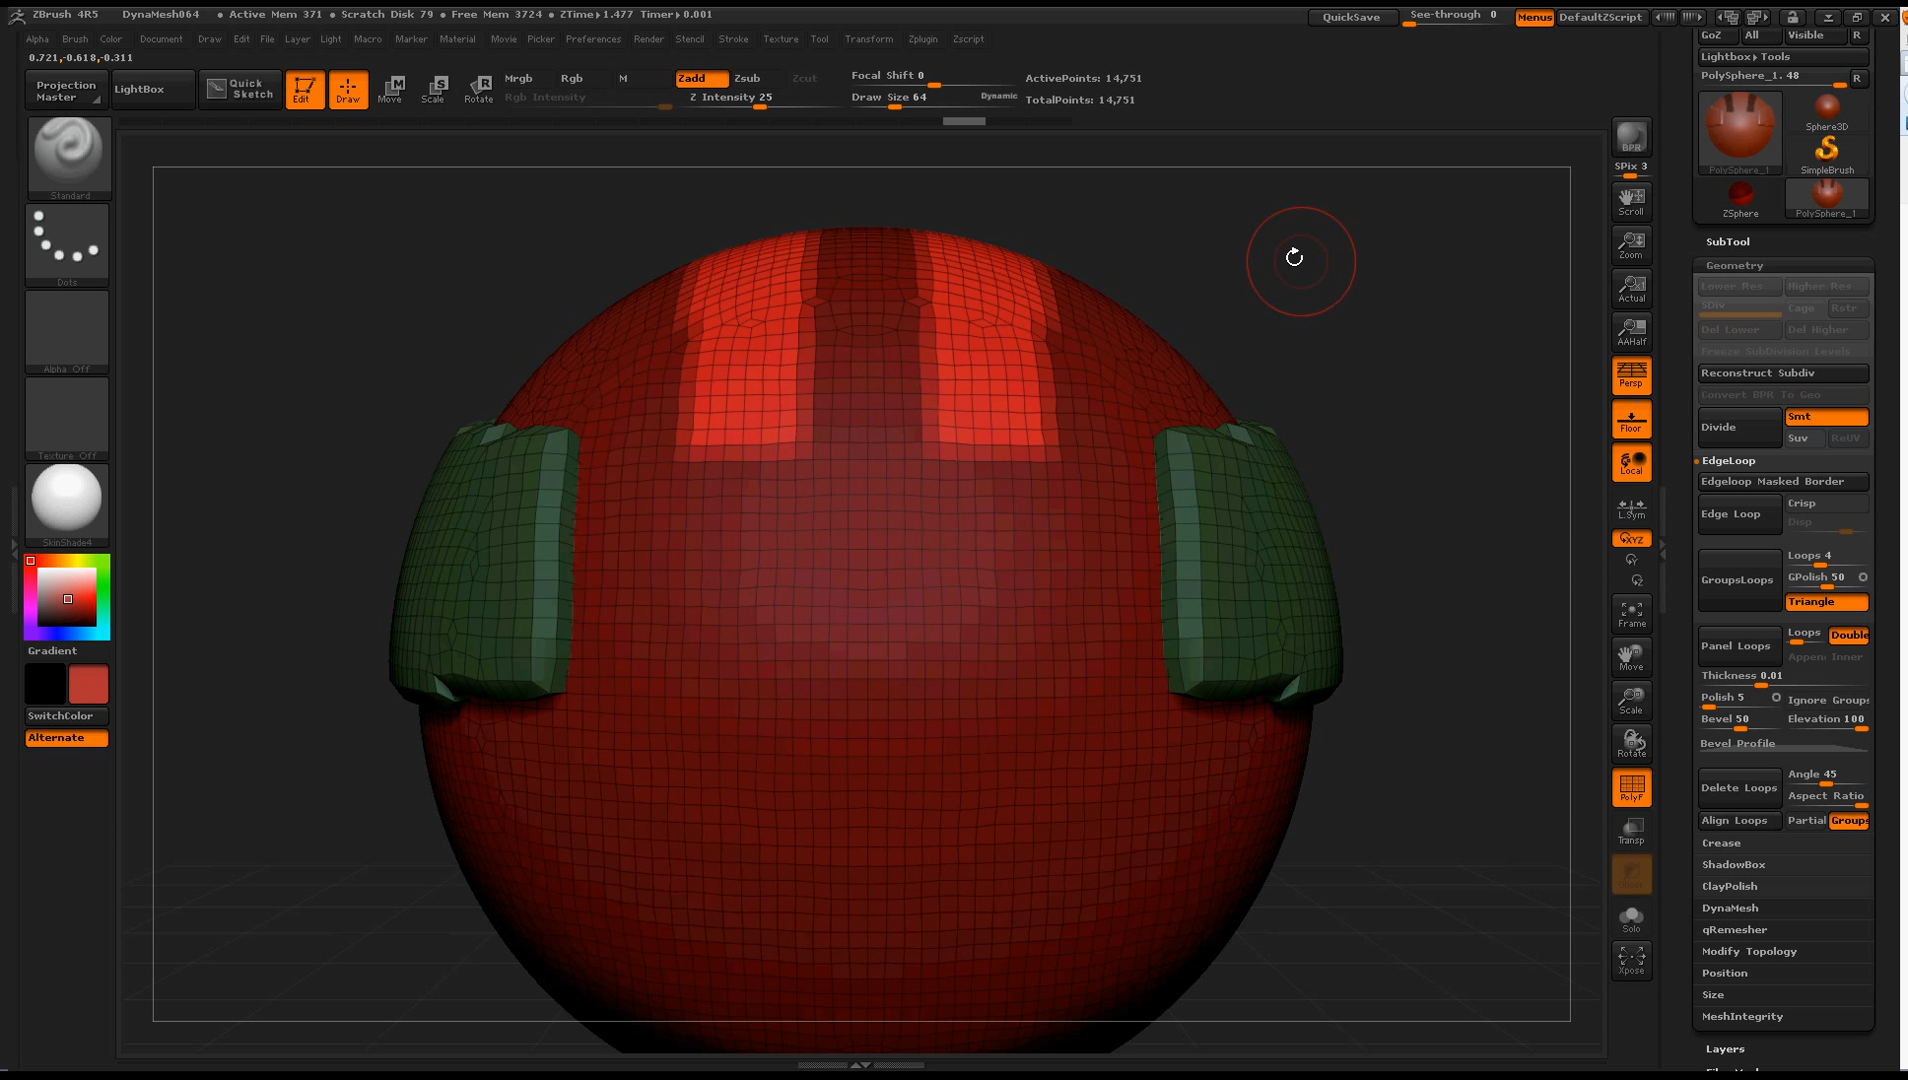 ZBrush 4R5 DynaMesh064 • Active Mem 371 • Scratch Disk 79 • Free Mem 3724 • ZTime▸1.477 Timer▸0.001
QuickSave See-through 0 Menus DefaultZScript
Alpha Brush Color Document Draw Edit File Layer Light Macro Marker Material Movie Picker Preferences Render Stencil Stroke Texture Tool Transform Zplugin Zscript
0.721,-0.618,-0.311
Projection Master
LightBox
Quick Sketch
Edit
Draw
Move
Scale
Rotate
Mrgb Rgb M Zadd Zsub Zcut
Rgb Intensity Z Intensity 25
Focal Shift 0
Draw Size 64 Dynamic
ActivePoints: 14,751
TotalPoints: 14,751
Standard
Dots
Alpha Off
Texture Off
SkinShade4
Gradient
SwitchColor
Alternate
BPR
SPix 3
Scroll
Zoom
Actual
AAHalf
Persp
Floor
Local
L.Sym
XYZ
Frame
Move
Scale
Rotate
PolyF
Transp
Ghost
Solo
Xpose
GoZ All Visible R
Lightbox▸Tools
PolySphere_1. 48 R
PolySphere_1
Sphere3D
SimpleBrush
ZSphere
PolySphere_1
SubTool
Geometry
Lower Res Higher Res
SDiv Cage Rstr
Del Lower Del Higher
Freeze SubDivision Levels
Reconstruct Subdiv
Convert BPR To Geo
Divide Smt
Suv ReUV
EdgeLoop
Edgeloop Masked Border
Edge Loop Crisp
Disp
GroupsLoops Loops 4
GPolish 50
Triangle
Panel Loops Loops Double
Append Inner
Thickness 0.01
Polish 5 Ignore Groups
Bevel 50 Elevation 100
Bevel Profile
Delete Loops Angle 45
Aspect Ratio
Align Loops Partial Groups
Crease
ShadowBox
ClayPolish
DynaMesh
qRemesher
Modify Topology
Position
Size
MeshIntegrity
Layers